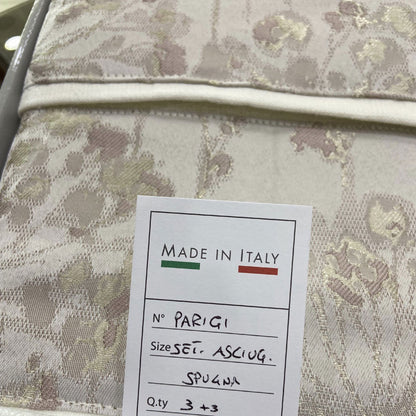 MADE IN ITALY
N° PARIGI
Size SET. ASCIUG.
SPUGNA
Q.ty 3+3